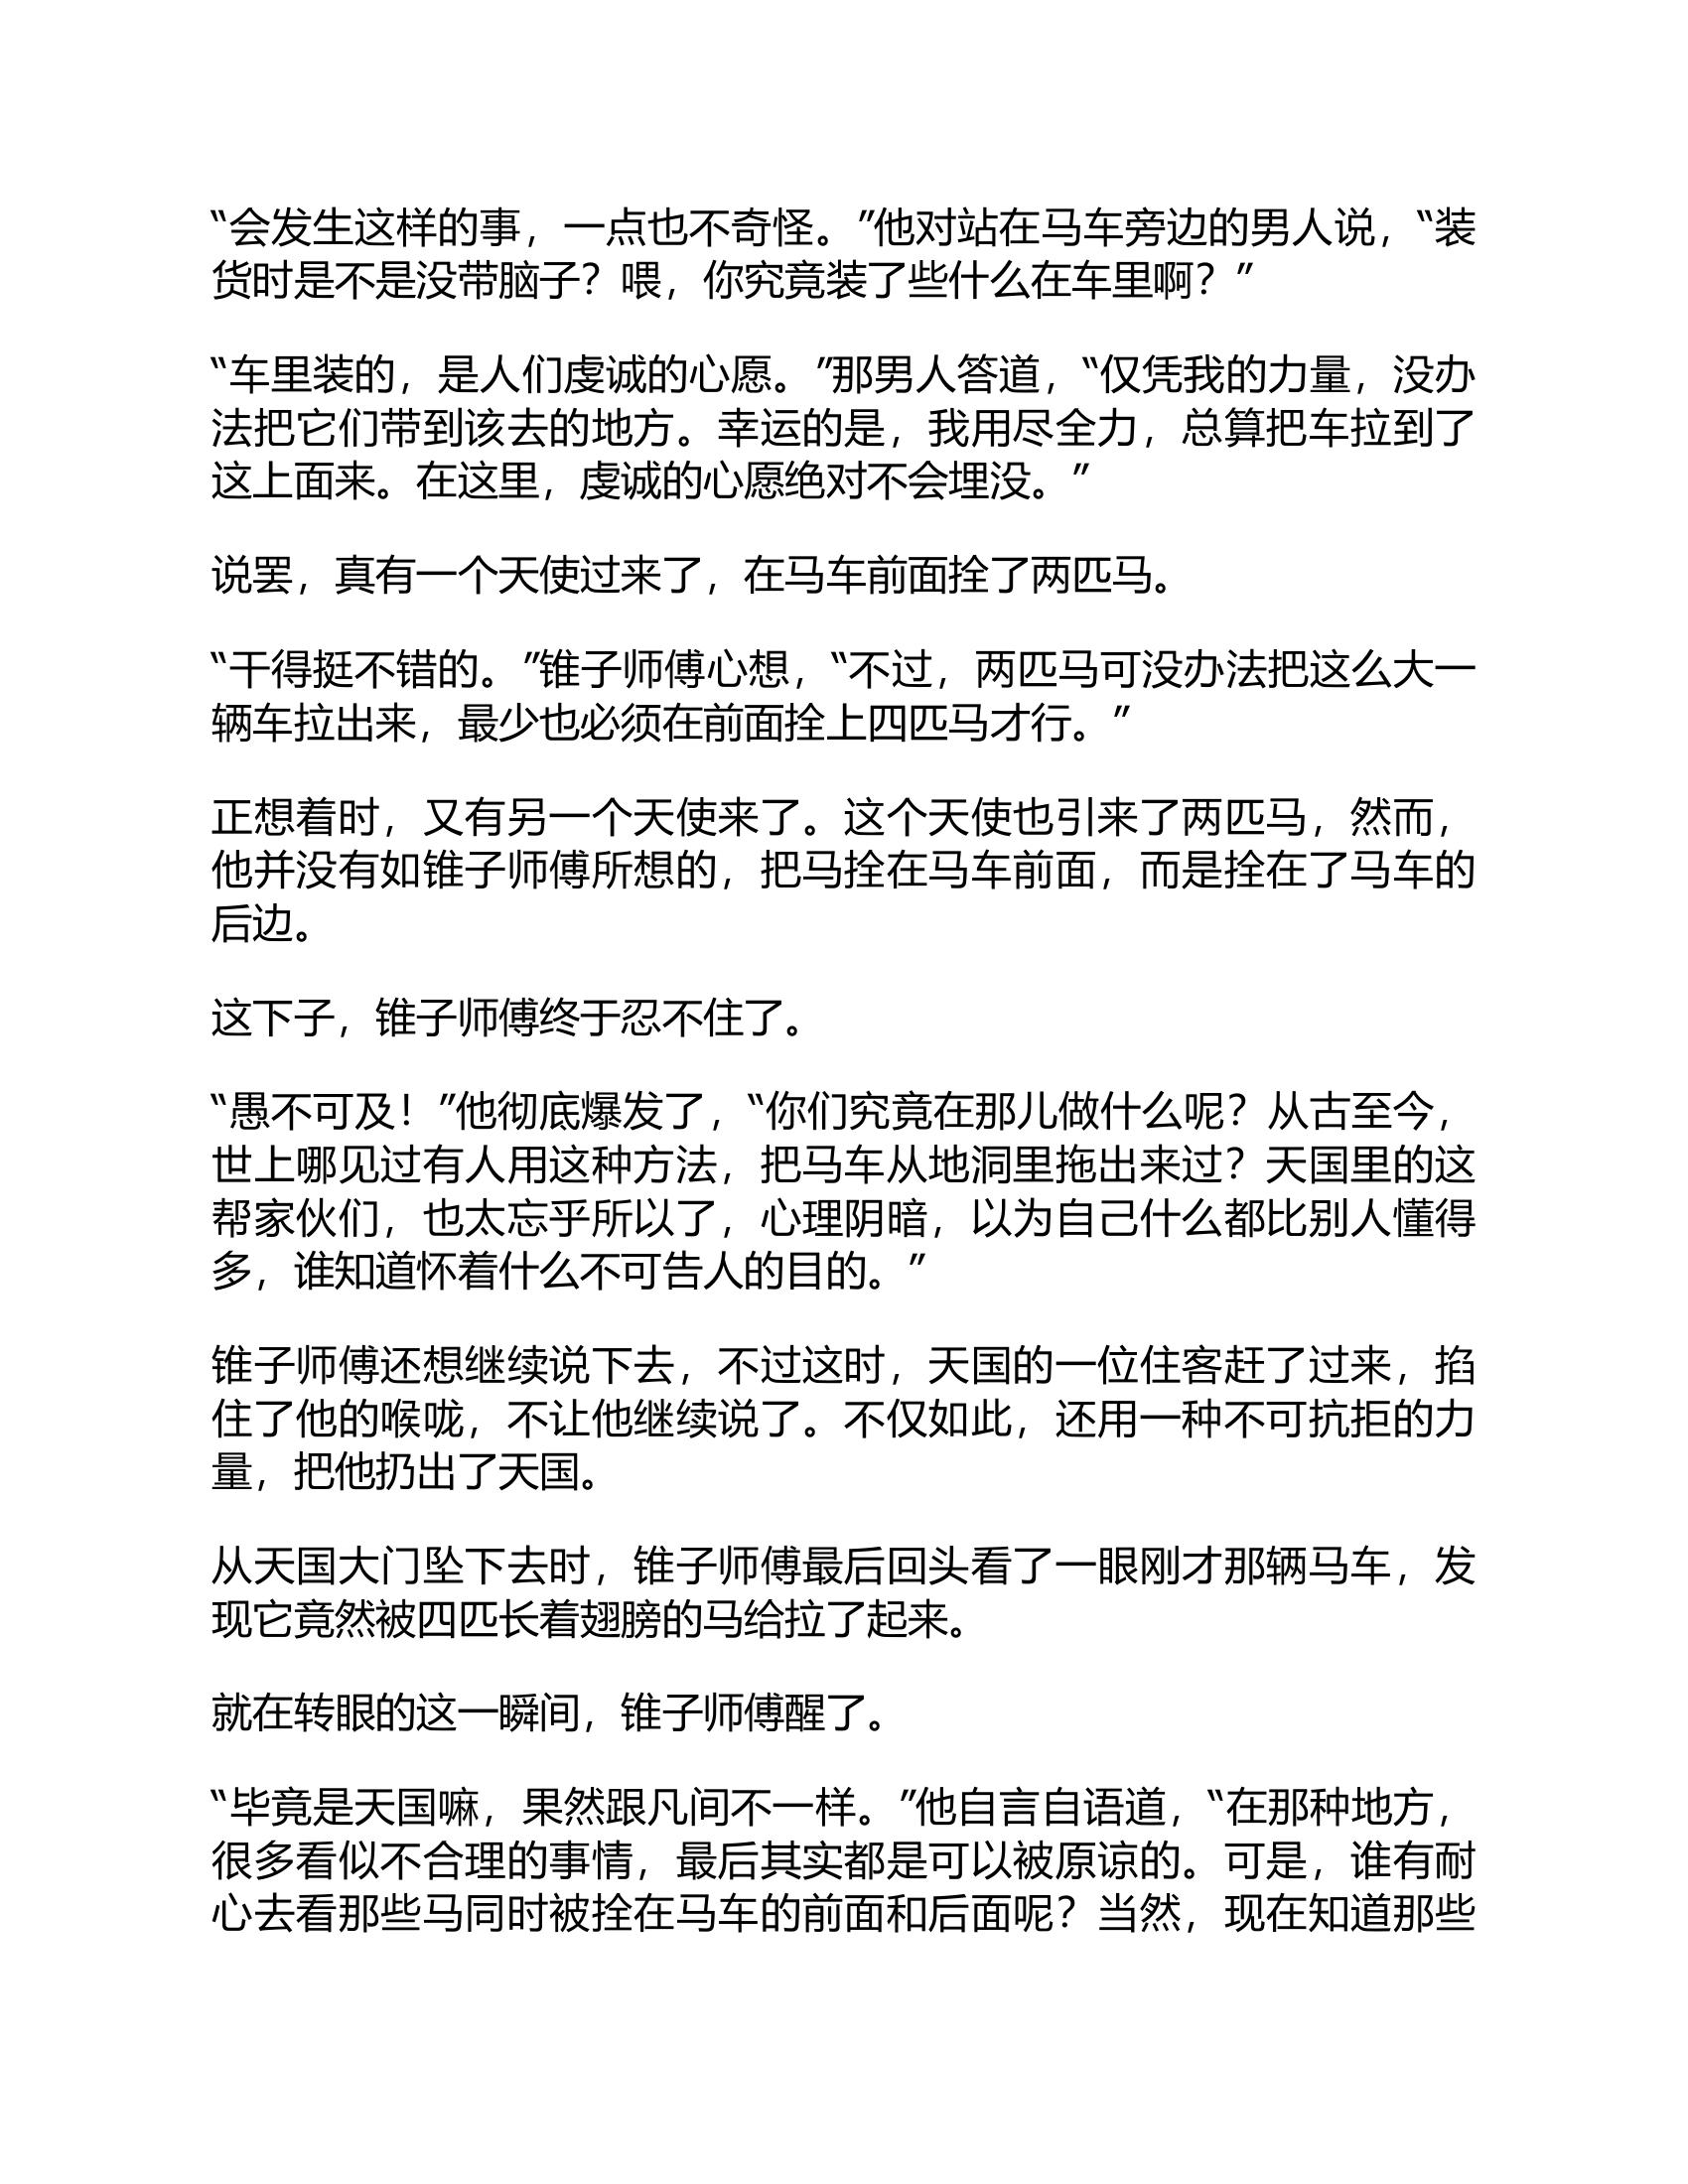 “会发生这样的事，一点也不奇怪。”他对站在马车旁边的男人说，“装
货时是不是没带脑子？喂，你究竟装了些什么在车里啊？”
“车里装的，是人们虔诚的心愿。”那男人答道，“仅凭我的力量，没办
法把它们带到该去的地方。幸运的是，我用尽全力，总算把车拉到了
这上面来。在这里，虔诚的心愿绝对不会埋没。”
说罢，真有一个天使过来了，在马车前面拴了两匹马。
“干得挺不错的。”锥子师傅心想，“不过，两匹马可没办法把这么大一
辆车拉出来，最少也必须在前面拴上四匹马才行。”
正想着时，又有另一个天使来了。这个天使也引来了两匹马，然而，
他并没有如锥子师傅所想的，把马拴在马车前面，而是拴在了马车的
后边。
这下子，锥子师傅终于忍不住了。
“愚不可及！”他彻底爆发了，“你们究竟在那儿做什么呢？从古至今，
世上哪见过有人用这种方法，把马车从地洞里拖出来过？天国里的这
帮家伙们，也太忘乎所以了，心理阴暗，以为自己什么都比别人懂得
多，谁知道怀着什么不可告人的目的。”
锥子师傅还想继续说下去，不过这时，天国的一位住客赶了过来，掐
住了他的喉咙，不让他继续说了。不仅如此，还用一种不可抗拒的力
量，把他扔出了天国。
从天国大门坠下去时，锥子师傅最后回头看了一眼刚才那辆马车，发
现它竟然被四匹长着翅膀的马给拉了起来。
就在转眼的这一瞬间，锥子师傅醒了。
“毕竟是天国嘛，果然跟凡间不一样。”他自言自语道，“在那种地方，
很多看似不合理的事情，最后其实都是可以被原谅的。可是，谁有耐
心去看那些马同时被拴在马车的前面和后面呢？当然，现在知道那些